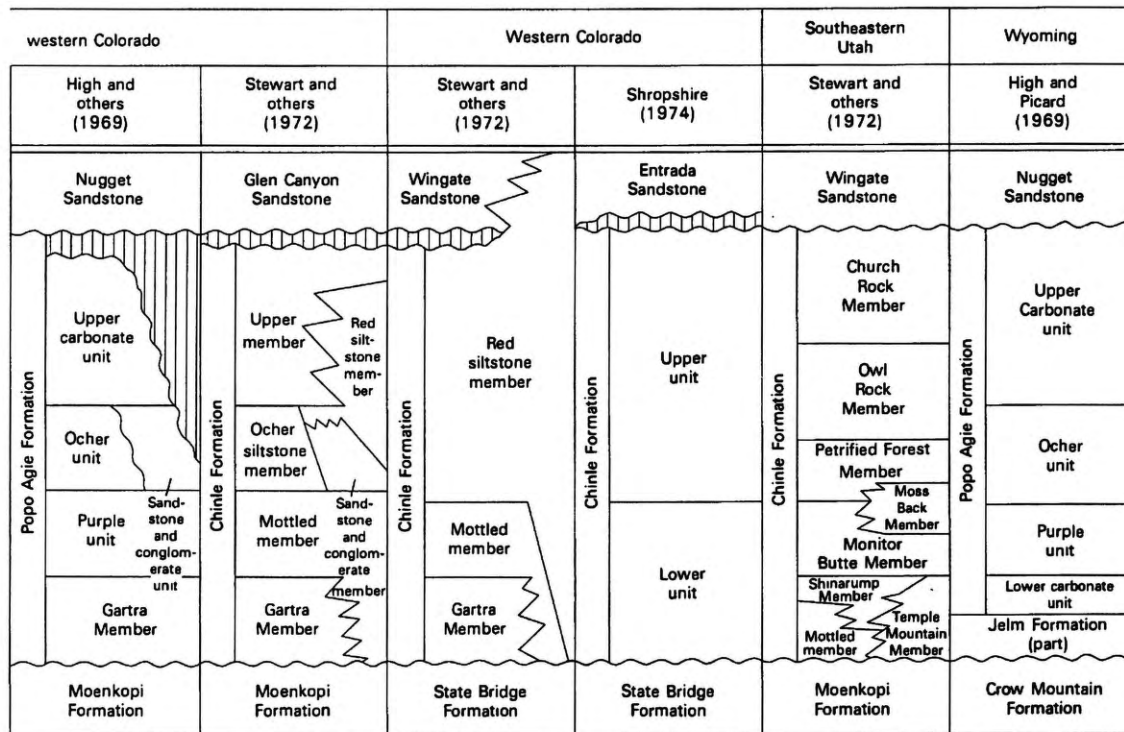 western Colorado
Western Colorado
Southeastern
Utah
Wyoming
High and
others
(1969)
Stewart and
others
(1972)
Stewart and
others
(1972)
Shropshire
(1974)
Stewart and
others
(1972)
High and
Picard
(1969)
Nugget
Sandstone
Glen Canyon
Sandstone
Wingate
Sandstone
Entrada
Sandstone
Wingate
Sandstone
Nugget
Sandstone
Popo Agie Formation
Upper
carbonate
unit
Ocher
unit
Purple
unit
Sand-
stone
and
conglom-
erate
unit
Gartra
Member
Chinle Formation
Upper
member
Red
silt-
stone
mem-
ber
Ocher
siltstone
member
Mottled
member
Sand-
stone
and
conglom-
erate
member
Gartra
Member
Chinle Formation
Red
siltstone
member
Mottled
member
Gartra
Member
Chinle Formation
Upper
unit
Lower
unit
Chinle Formation
Church
Rock
Member
Owl
Rock
Member
Petrified Forest
Member
Moss
Back
Member
Monitor
Butte Member
Shinarump
Member
Mottled
member
Temple
Mountain
Member
Popo Agie Formation
Upper
Carbonate
unit
Ocher
unit
Purple
unit
Lower carbonate
unit
Jelm Formation
(part)
Moenkopi
Formation
Moenkopi
Formation
State Bridge
Formation
State Bridge
Formation
Moenkopi
Formation
Crow Mountain
Formation